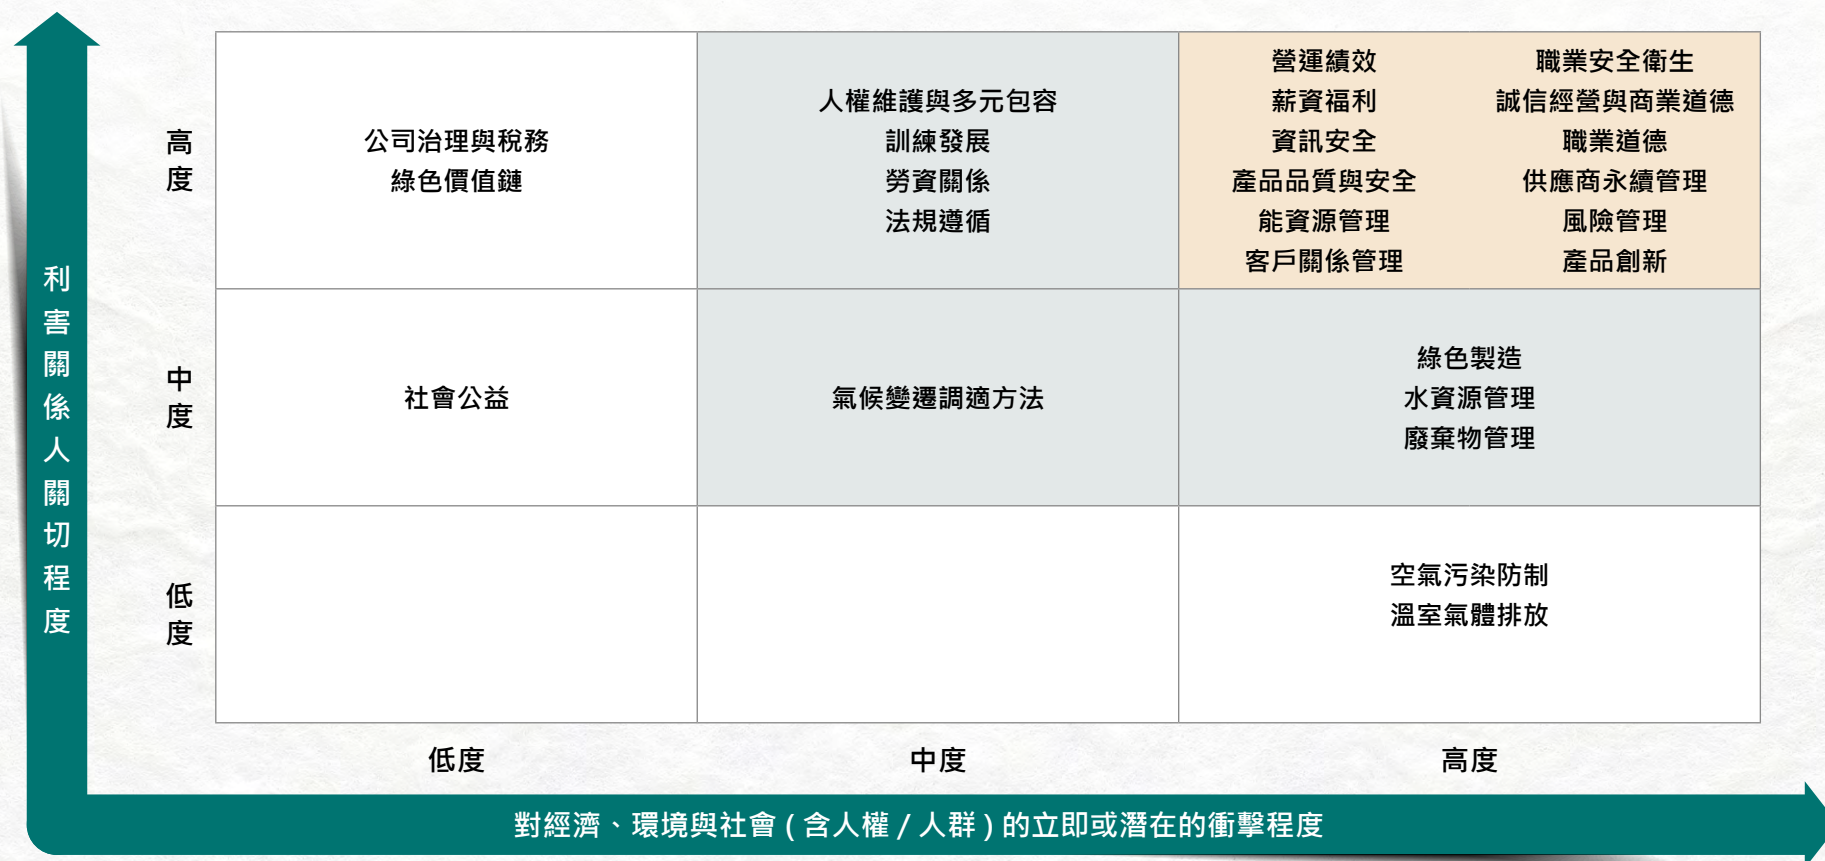 利害關係人關切程度
高度
公司治理與稅務
綠色價值鏈
人權維護與多元包容
訓練發展
勞資關係
法規遵循
營運績效
薪資福利
資訊安全
產品品質與安全
能資源管理
客戶關係管理
職業安全衛生
誠信經營與商業道德
職業道德
供應商永續管理
風險管理
產品創新
中度
社會公益
氣候變遷調適方法
綠色製造
水資源管理
廢棄物管理
低度
空氣污染防制
溫室氣體排放
低度
中度
高度
對經濟、環境與社會 ( 含人權 / 人群 ) 的立即或潛在的衝擊程度